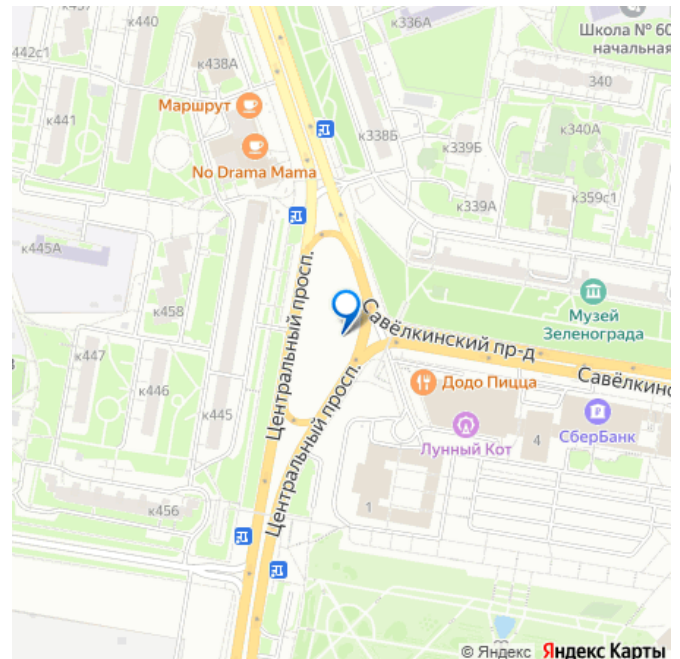 к336А
Школа № 60
начальная
к442с1
к438А
340
Маршрут
к441
к338Б
к340А
к339Б
No Drama Mama
к359с1
к339А
к445А
Центральный просп.
Музей
Зеленограда
к458
Савёлкинский пр-д
к447
Савёлкинс
к446
Додо Пицца
к445
СберБанк
Центральный просп.
Лунный Кот
4
к456
1
© Яндекс Яндекс Карты